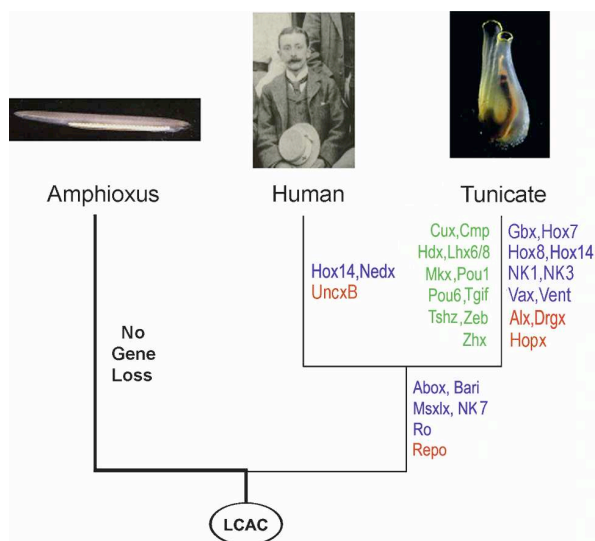 Amphioxus
Human
Tunicate
No
Gene
Loss
Hox14,Nedx
UncxB
Cux,Cmp
Hdx,Lhx6/8
Mkx,Pou1
Pou6,Tgif
Tshz,Zeb
Zhx
Gbx,Hox7
Hox8,Hox14
NK1,NK3
Vax,Vent
Alx,Drgx
Hopx
Abox, Bari
Msxlx, NK7
Ro
Repo
LCAC